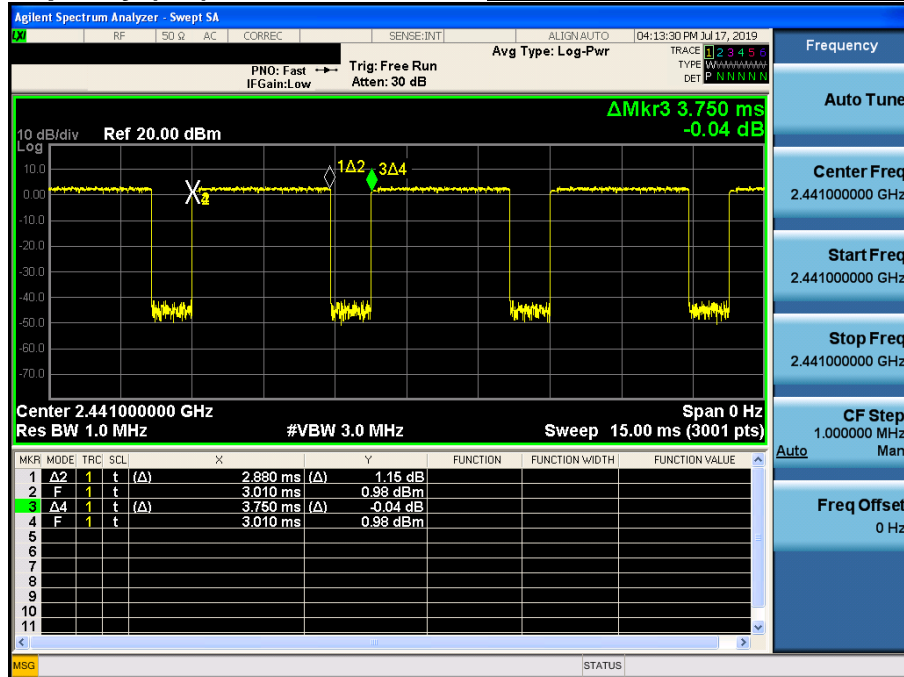 Agilent Spectrum Analyzer - Swept SA
LXI RF 50 Ω AC CORREC SENSE:INT ALIGNAUTO 04:13:30 PM Jul 17, 2019
Avg Type: Log-Pwr TRACE 1 2 3 4 5 6
PNO: Fast Trig: Free Run TYPE WWWWWW
IFGain:Low Atten: 30 dB DET P N N N N N
ΔMkr3 3.750 ms
10 dB/div Ref 20.00 dBm -0.04 dB
Log
10.0
0.00
-10.0
-20.0
-30.0
-40.0
-50.0
-60.0
-70.0
1Δ2 3Δ4
Center 2.441000000 GHz Span 0 Hz
Res BW 1.0 MHz #VBW 3.0 MHz Sweep 15.00 ms (3001 pts)
MKR MODE TRC SCL X Y FUNCTION FUNCTION WIDTH FUNCTION VALUE
1 Δ2 1 t (Δ) 2.880 ms (Δ) 1.15 dB
2 F 1 t 3.010 ms 0.98 dBm
3 Δ4 1 t (Δ) 3.750 ms (Δ) -0.04 dB
4 F 1 t 3.010 ms 0.98 dBm
5
6
7
8
9
10
11
MSG STATUS
Frequency
Auto Tune
Center Freq
2.441000000 GHz
Start Freq
2.441000000 GHz
Stop Freq
2.441000000 GHz
CF Step
1.000000 MHz
Auto Man
Freq Offset
0 Hz